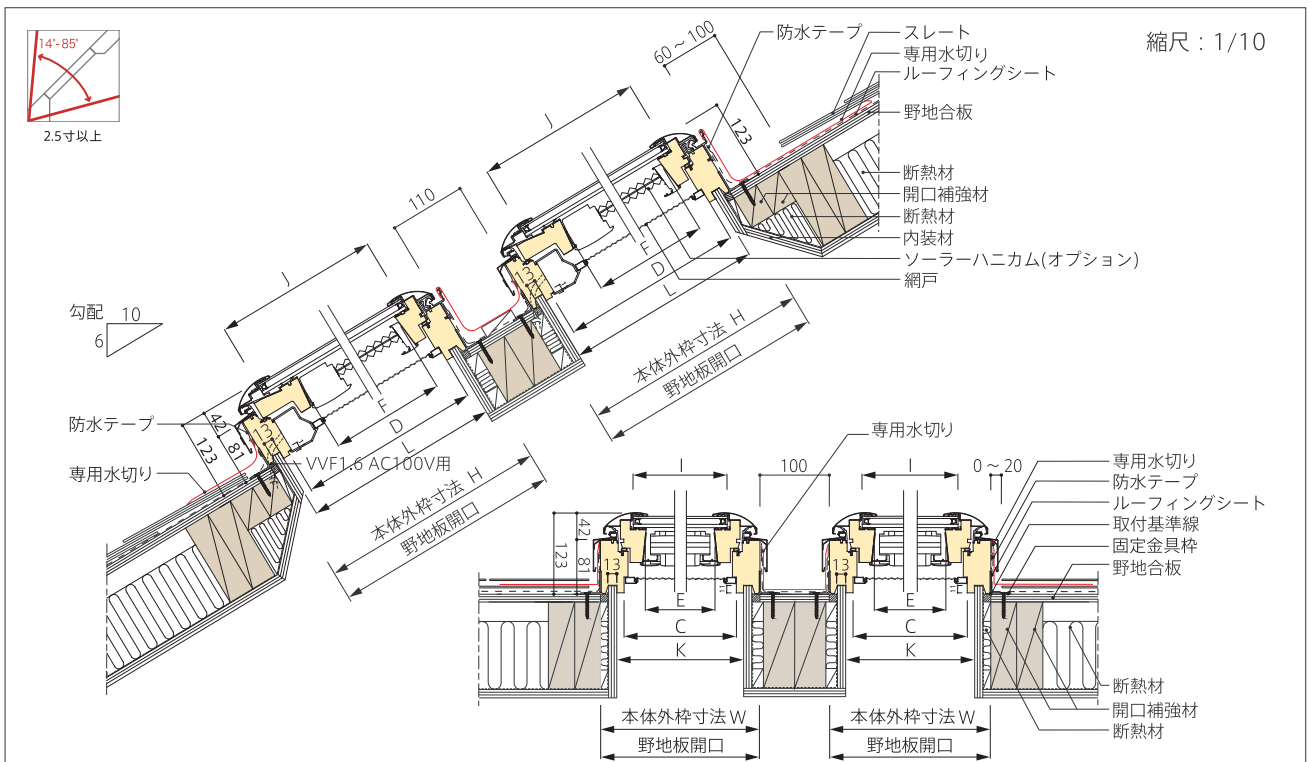 縮尺：1/10
14°-85°
2.5寸以上
防水テープ
60～100
スレート
専用水切り
ルーフィングシート
野地合板
断熱材
開口補強材
断熱材
内装材
ソーラーハニカム(オプション)
網戸
123
J
110
13
F
D
L
本体外枠寸法 H
野地板開口
勾配
10
6
J
防水テープ
専用水切り
42
81
123
13
F
D
L
VVF1.6 AC100V用
本体外枠寸法 H
野地板開口
専用水切り
I
100
I
0～20
専用水切り
防水テープ
ルーフィングシート
取付基準線
固定金具枠
野地合板
42
81
123
13
11
E
C
K
13
11
E
C
K
断熱材
開口補強材
断熱材
本体外枠寸法 W
野地板開口
本体外枠寸法 W
野地板開口